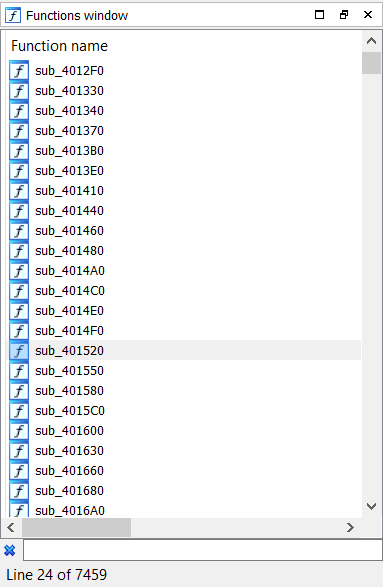 Functions window
Function name
sub_4012F0
sub_401330
sub_401340
sub_401370
sub_4013B0
sub_4013E0
sub_401410
sub_401440
sub_401460
sub_401480
sub_4014A0
sub_4014C0
sub_4014E0
sub_4014F0
sub_401520
sub_401550
sub_401580
sub_4015C0
sub_401600
sub_401630
sub_401660
sub_401680
sub_4016A0
Line 24 of 7459